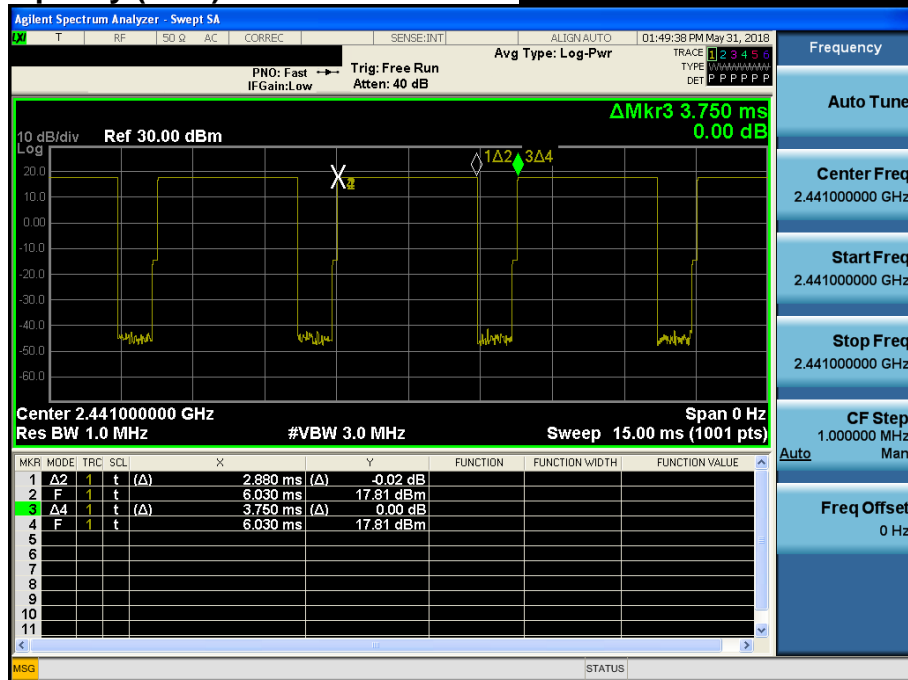 Agilent Spectrum Analyzer - Swept SA
LXI T RF 50 Ω AC CORREC SENSE:INT ALIGN AUTO 01:49:38 PM May 31, 2018
Avg Type: Log-Pwr TRACE 1 2 3 4 5 6
PNO: Fast Trig: Free Run TYPE WWWWWW
IFGain:Low Atten: 40 dB DET P P P P P P
ΔMkr3 3.750 ms
0.00 dB
10 dB/div Ref 30.00 dBm
Log
1Δ2 3Δ4
20.0
10.0
0.00
-10.0
-20.0
-30.0
-40.0
-50.0
-60.0
Center 2.441000000 GHz Span 0 Hz
Res BW 1.0 MHz #VBW 3.0 MHz Sweep 15.00 ms (1001 pts)
MKR MODE TRC SCL X Y FUNCTION FUNCTION WIDTH FUNCTION VALUE
1 Δ2 1 t (Δ) 2.880 ms (Δ) -0.02 dB
2 F 1 t 6.030 ms 17.81 dBm
3 Δ4 1 t (Δ) 3.750 ms (Δ) 0.00 dB
4 F 1 t 6.030 ms 17.81 dBm
5
6
7
8
9
10
11
MSG STATUS
Frequency
Auto Tune
Center Freq
2.441000000 GHz
Start Freq
2.441000000 GHz
Stop Freq
2.441000000 GHz
CF Step
1.000000 MHz
Auto Man
Freq Offset
0 Hz